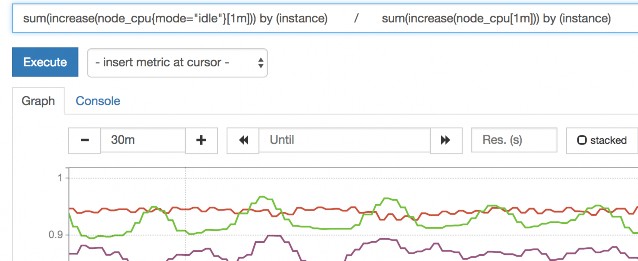 sum(increase(node_cpu{mode="idle"}[1m])) by (instance) / sum(increase(node_cpu[1m])) by (instance)
Execute - insert metric at cursor -
Graph Console
- 30m + Until Res. (s) stacked
1
0.9